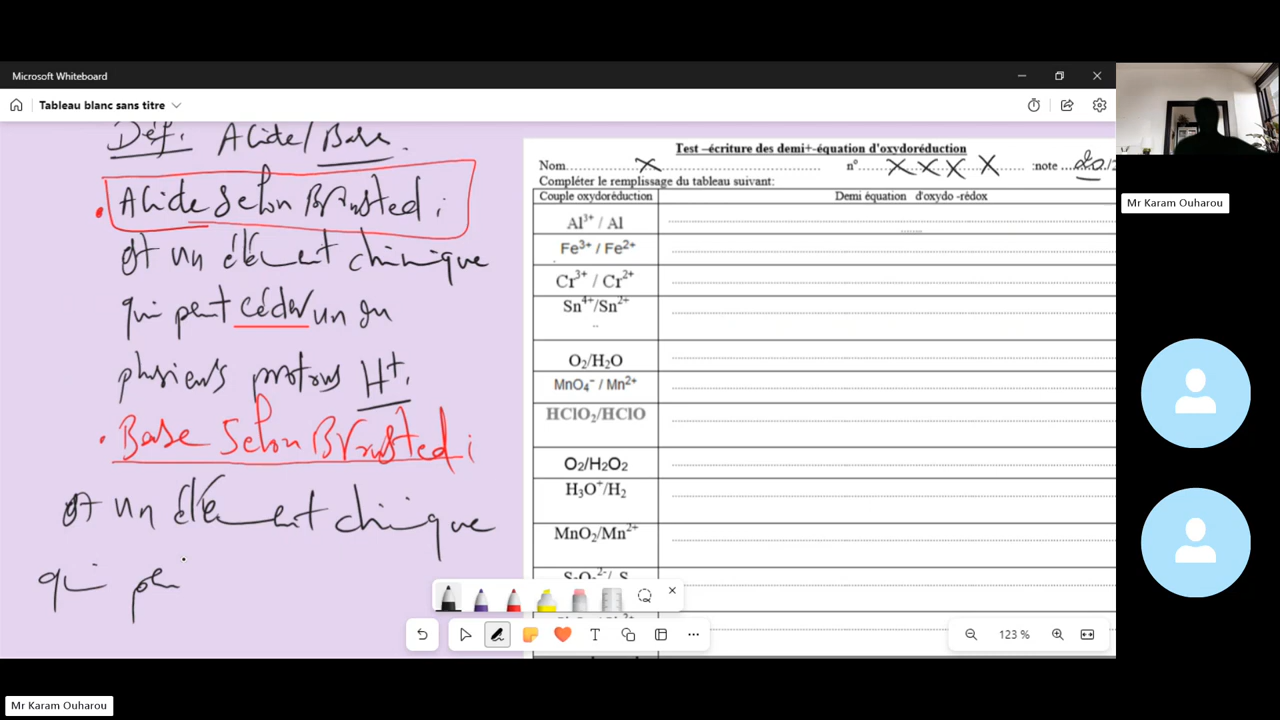 Microsoft Whiteboard
Tableau blanc sans titre
Déf: Acide/Base.
• Acide Selon Brønsted :
est un élément chimique
qui peut céder un ou
plusieurs protons H+.
• Base Selon Brønsted :
est un élément chimique
qui
Test –écriture des demi+-équation d'oxydoréduction
Nom X n° X X X X :note
Compléter le remplissage du tableau suivant:
Couple oxydoréduction Demi équation d'oxydo -rédox
Al³⁺ / Al
Fe³⁺ / Fe²⁺
Cr³⁺ / Cr²⁺
Sn⁴⁺/Sn²⁺
O₂/H₂O
MnO₄⁻ / Mn²⁺
HClO₂/HClO
O₂/H₂O₂
H₃O⁺/H₂
MnO₂/Mn²⁺
123 %
Mr Karam Ouharou
Mr Karam Ouharou